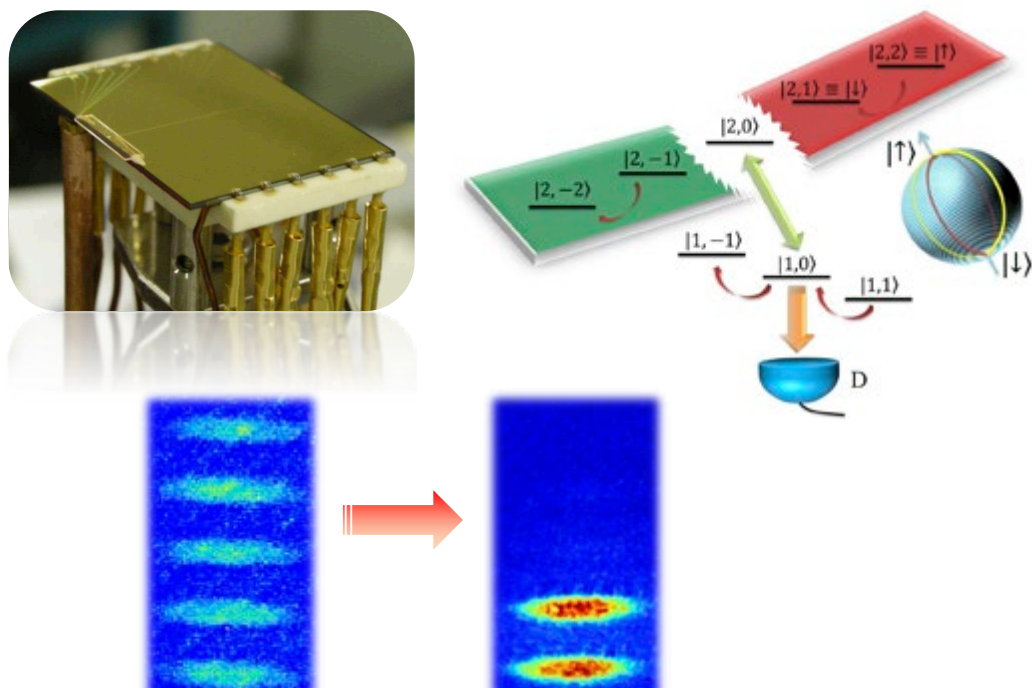 |2,2⟩ ≡ |↑⟩
|2,1⟩ ≡ |↓⟩
|2,0⟩
|2,−1⟩
|2,−2⟩
|↑⟩
|1,−1⟩
|1,0⟩
|↓⟩
|1,1⟩
D